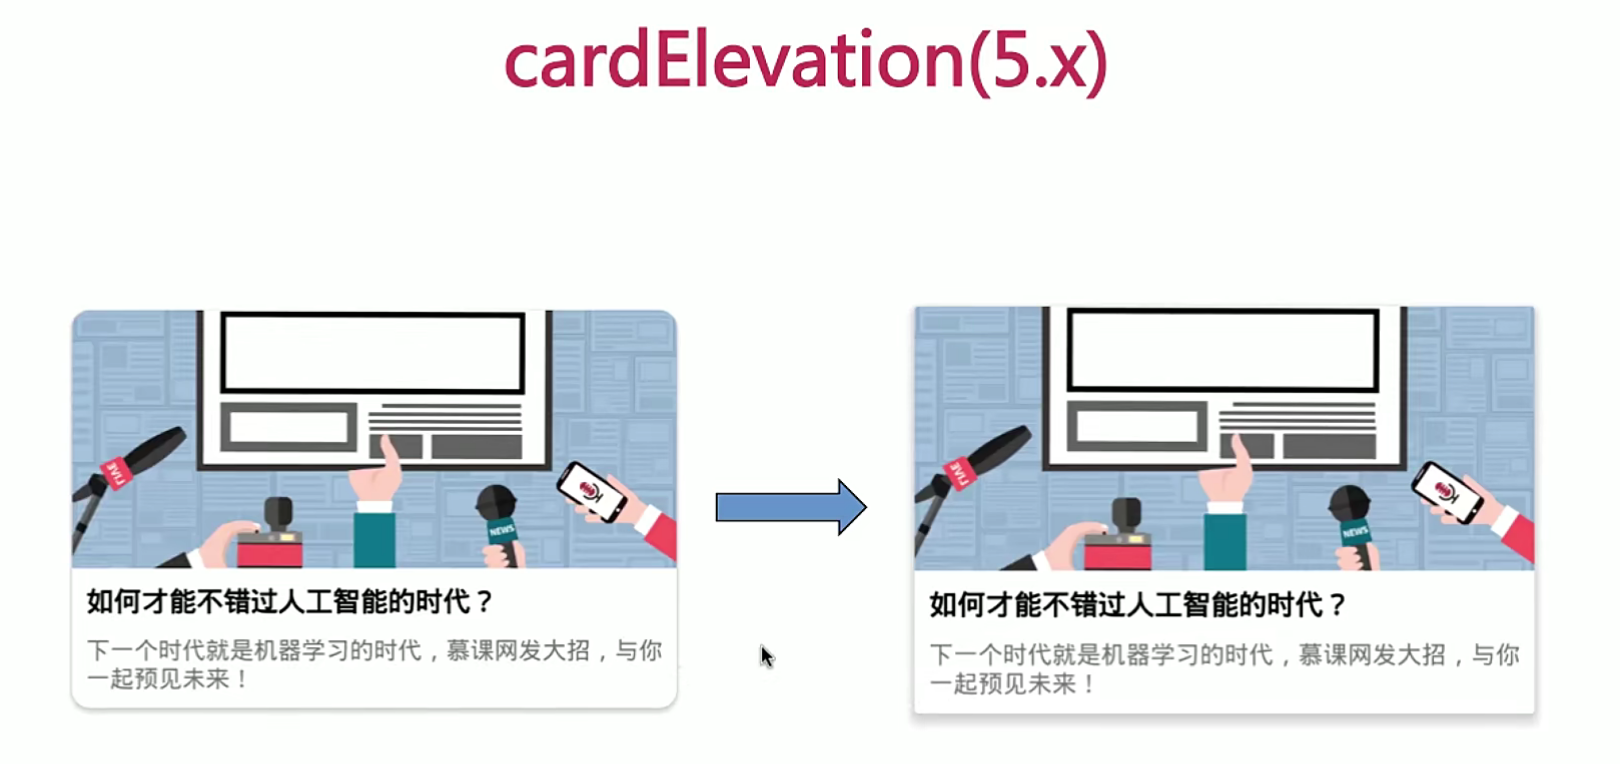 cardElevation(5.x)
LIVE
NEWS
如何才能不错过人工智能的时代？
下一个时代就是机器学习的时代，慕课网发大招，与你
一起预见未来！
LIVE
NEWS
如何才能不错过人工智能的时代？
下一个时代就是机器学习的时代，慕课网发大招，与你
一起预见未来！